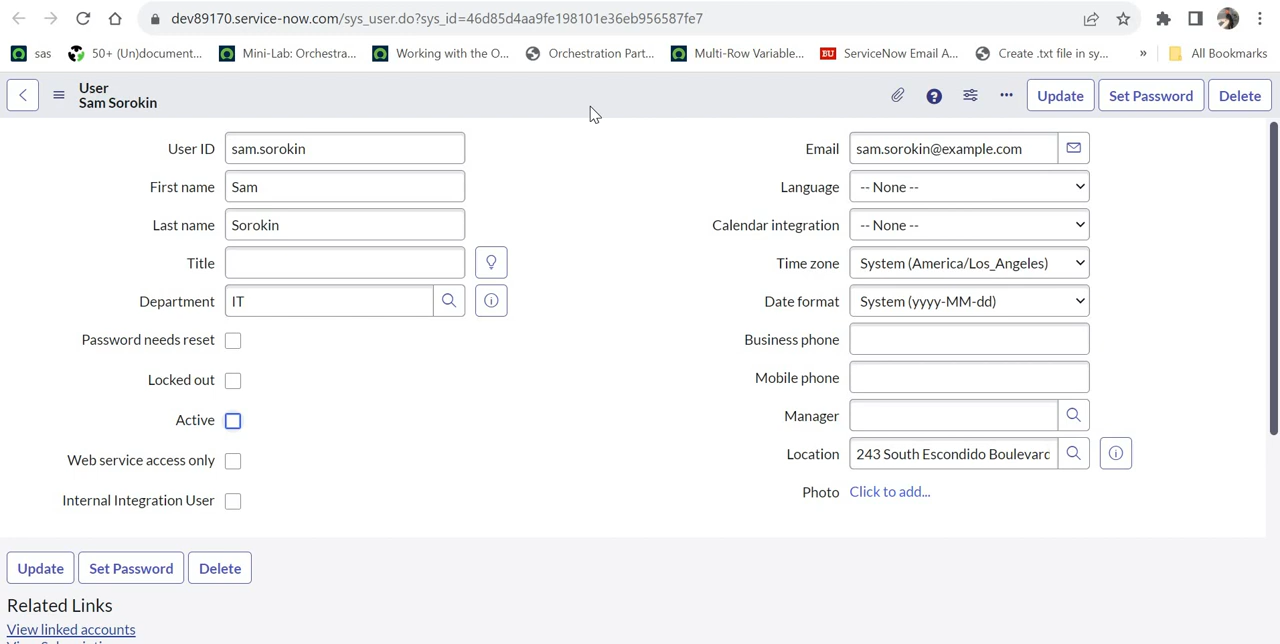 dev89170.service-now.com/sys_user.do?sys_id=46d85d4aa9fe198101e36eb956587fe7
sas
50+ (Un)document...
Mini-Lab: Orchestra...
Working with the O...
Orchestration Part...
Multi-Row Variable...
BU
ServiceNow Email A...
Create .txt file in sy...
»
All Bookmarks
User
Sam Sorokin
Update
Set Password
Delete
User ID sam.sorokin
First name Sam
Last name Sorokin
Title
Department IT
Password needs reset
Locked out
Active
Web service access only
Internal Integration User
Email sam.sorokin@example.com
Language -- None --
Calendar integration -- None --
Time zone System (America/Los_Angeles)
Date format System (yyyy-MM-dd)
Business phone
Mobile phone
Manager
Location 243 South Escondido Boulevard
Photo Click to add...
Update
Set Password
Delete
Related Links
View linked accounts